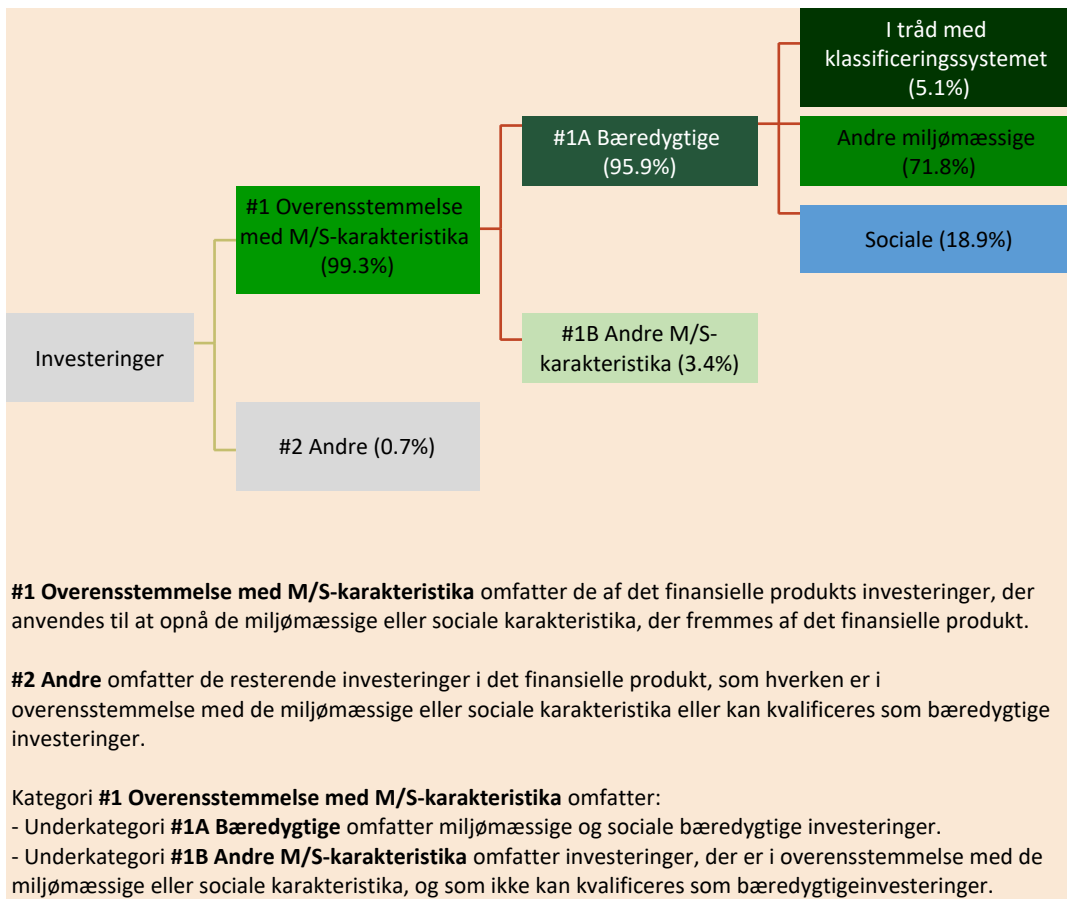 I tråd med
klassificeringssystemet
(5.1%)
#1A Bæredygtige
(95.9%)
Andre miljømæssige
(71.8%)
#1 Overensstemmelse
med M/S-karakteristika
(99.3%)
Sociale (18.9%)
Investeringer
#1B Andre M/S-
karakteristika (3.4%)
#2 Andre (0.7%)
#1 Overensstemmelse med M/S-karakteristika omfatter de af det finansielle produkts investeringer, der
anvendes til at opnå de miljømæssige eller sociale karakteristika, der fremmes af det finansielle produkt.
#2 Andre omfatter de resterende investeringer i det finansielle produkt, som hverken er i
overensstemmelse med de miljømæssige eller sociale karakteristika eller kan kvalificeres som bæredygtige
investeringer.
Kategori #1 Overensstemmelse med M/S-karakteristika omfatter:
- Underkategori #1A Bæredygtige omfatter miljømæssige og sociale bæredygtige investeringer.
- Underkategori #1B Andre M/S-karakteristika omfatter investeringer, der er i overensstemmelse med de
miljømæssige eller sociale karakteristika, og som ikke kan kvalificeres som bæredygtigeinvesteringer.